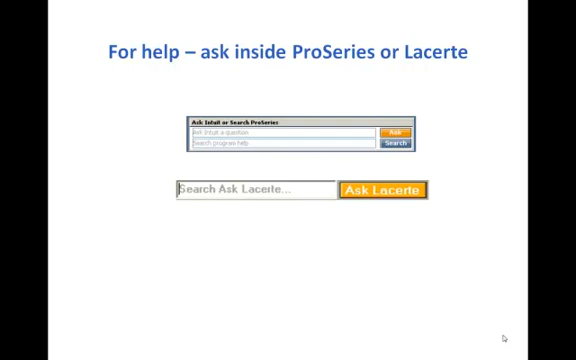 For help – ask inside ProSeries or Lacerte
Ask Intuit or Search ProSeries
Ask Intuit a question
Ask
Search program help
Search
Search Ask Lacerte...
Ask Lacerte